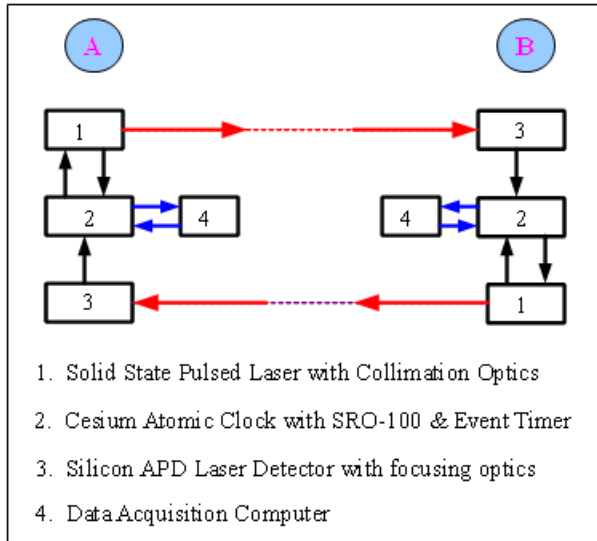 A B
1 3
2 4 4 2
3 1
1. Solid State Pulsed Laser with Collimation Optics
2. Cesium Atomic Clock with SRO-100 & Event Timer
3. Silicon APD Laser Detector with focusing optics
4. Data Acquisition Computer